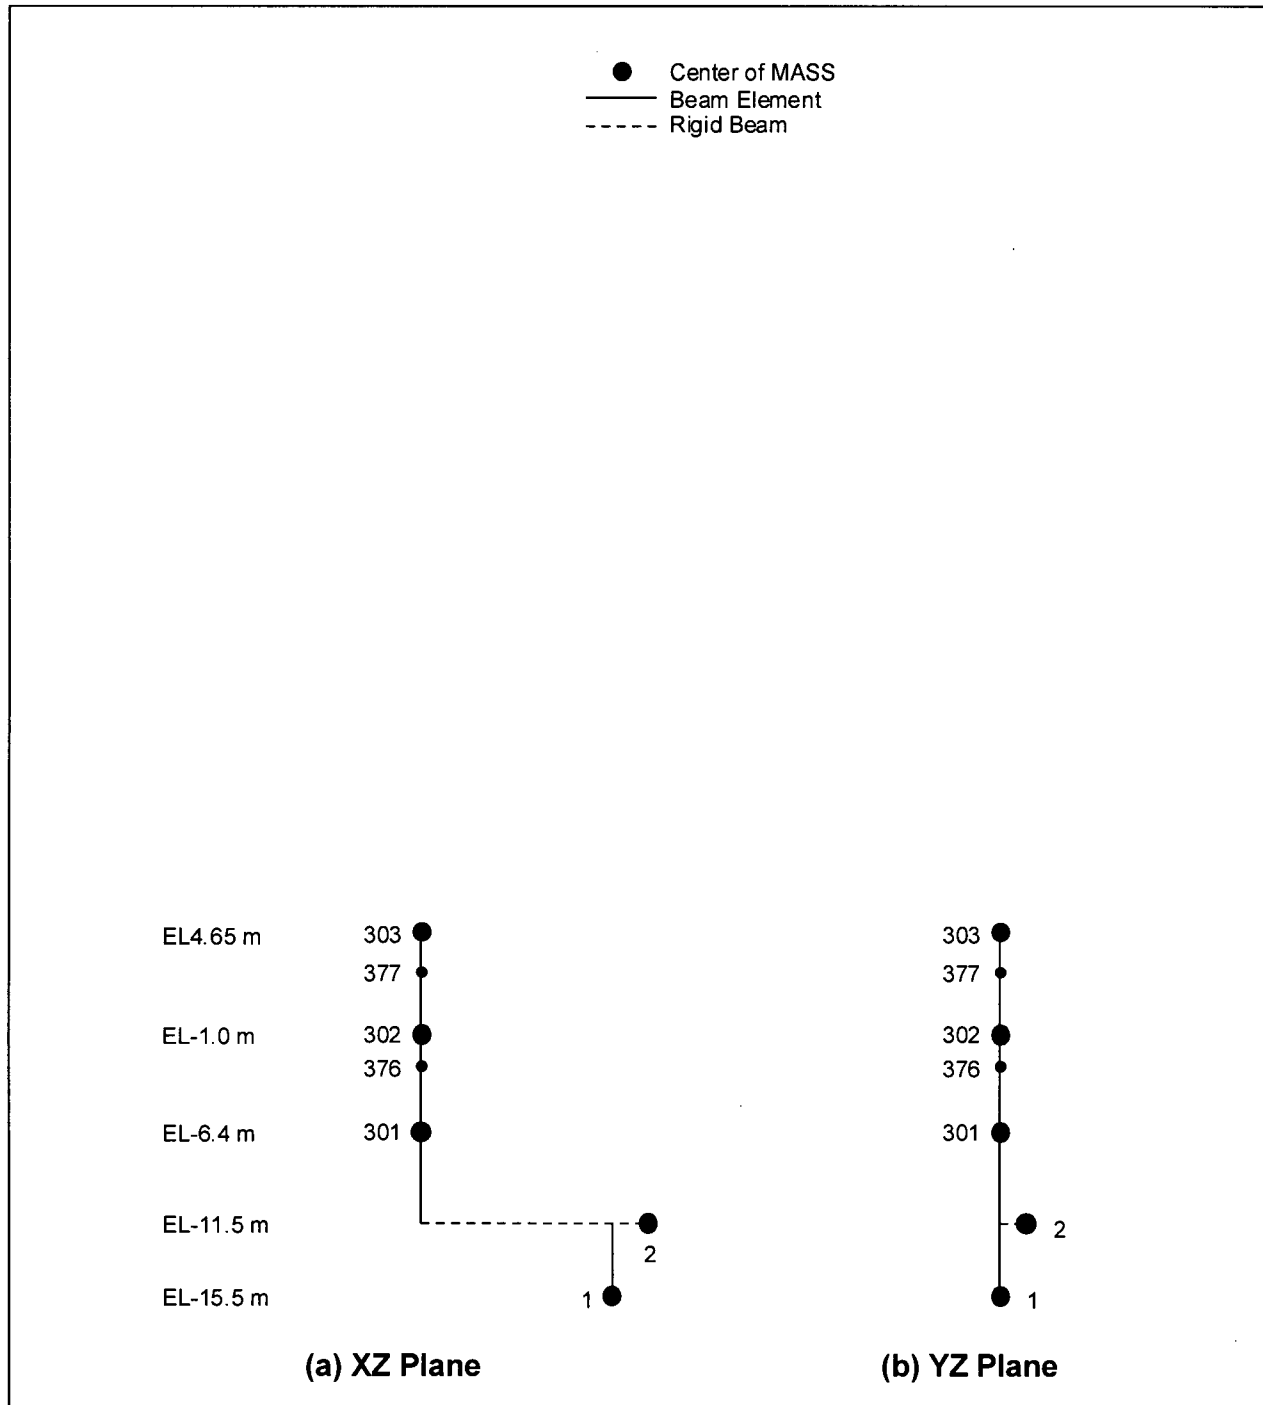 Center of MASS
Beam Element
Rigid Beam
EL4.65 m 303 303
377 377
EL-1.0 m 302 302
376 376
EL-6.4 m 301 301
EL-11.5 m 2
2
EL-15.5 m 1 1
(a) XZ Plane (b) YZ Plane